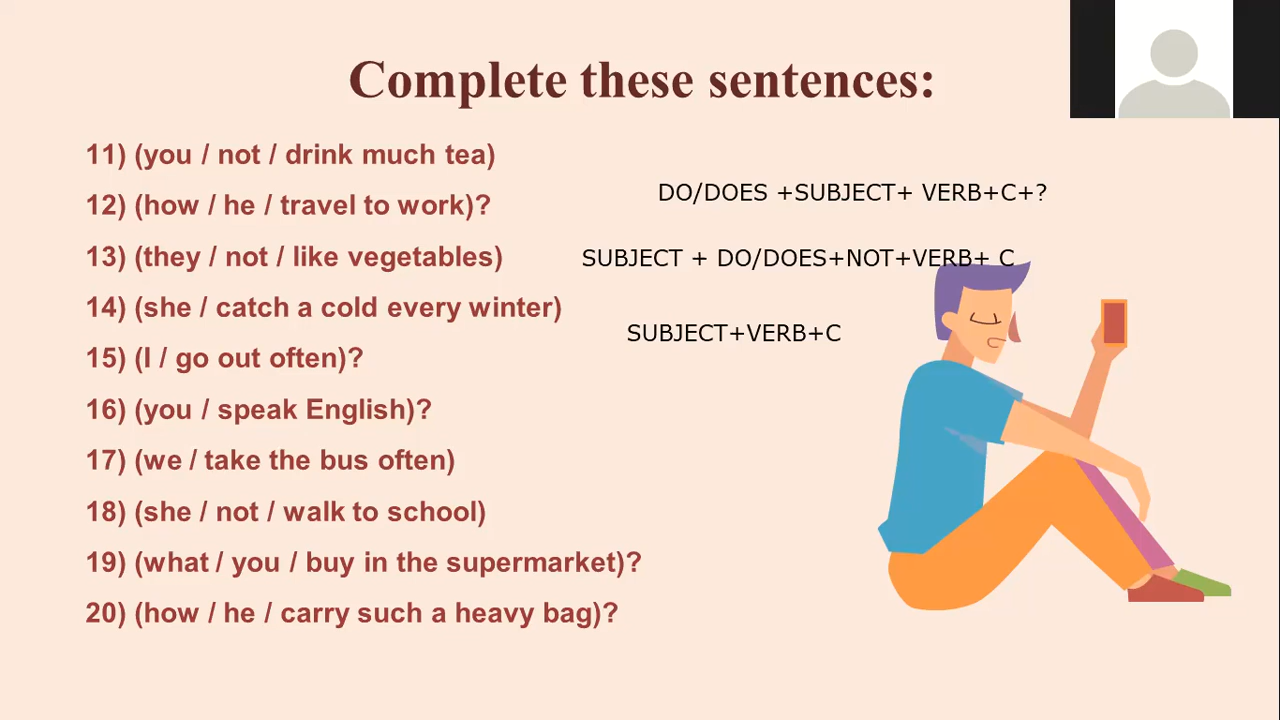 Complete these sentences:
11) (you / not / drink much tea)
12) (how / he / travel to work)?
13) (they / not / like vegetables)
14) (she / catch a cold every winter)
15) (I / go out often)?
16) (you / speak English)?
17) (we / take the bus often)
18) (she / not / walk to school)
19) (what / you / buy in the supermarket)?
20) (how / he / carry such a heavy bag)?
DO/DOES +SUBJECT+ VERB+C+?
SUBJECT + DO/DOES+NOT+VERB+ C
SUBJECT+VERB+C